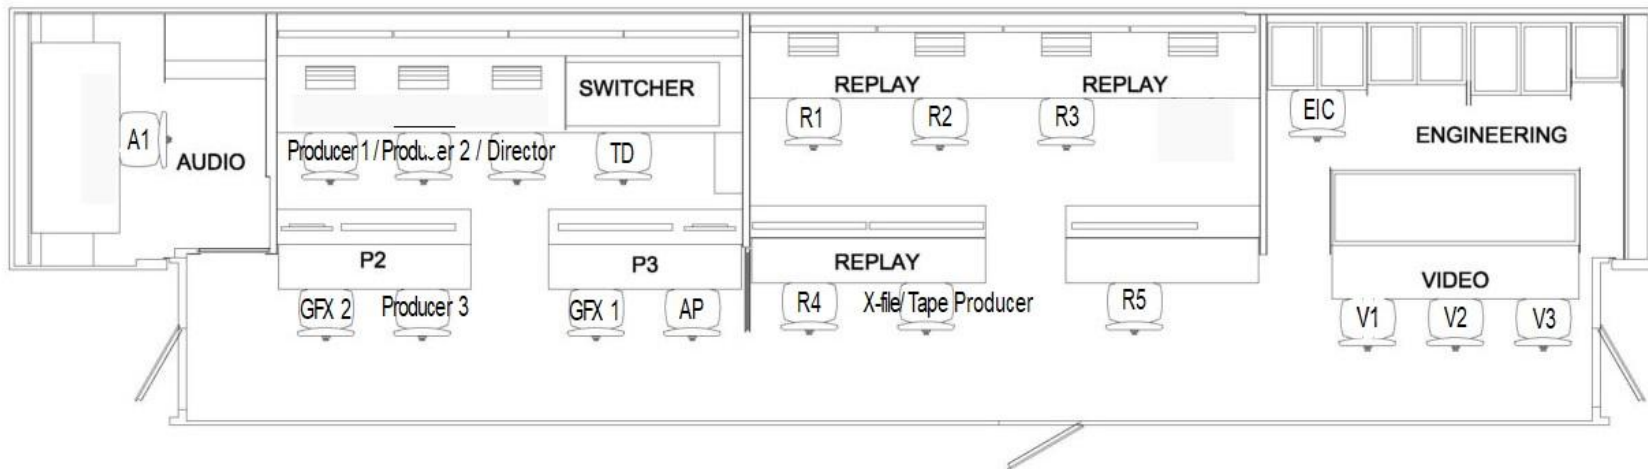 A1
AUDIO
SWITCHER
Producer 1 / Producer 2 / Director
TD
REPLAY
REPLAY
R1
R2
R3
EIC
ENGINEERING
P2
P3
GFX 2
Producer 3
GFX 1
AP
REPLAY
R4
X-file/ Tape Producer
R5
VIDEO
V1
V2
V3